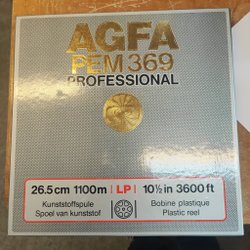 AGFA
PEM 369
PROFESSIONAL
26.5 cm 1100 m | LP | 10½ in 3600 ft
Kunststoffspule Bobine plastique
Spoel van kunststof Plastic reel